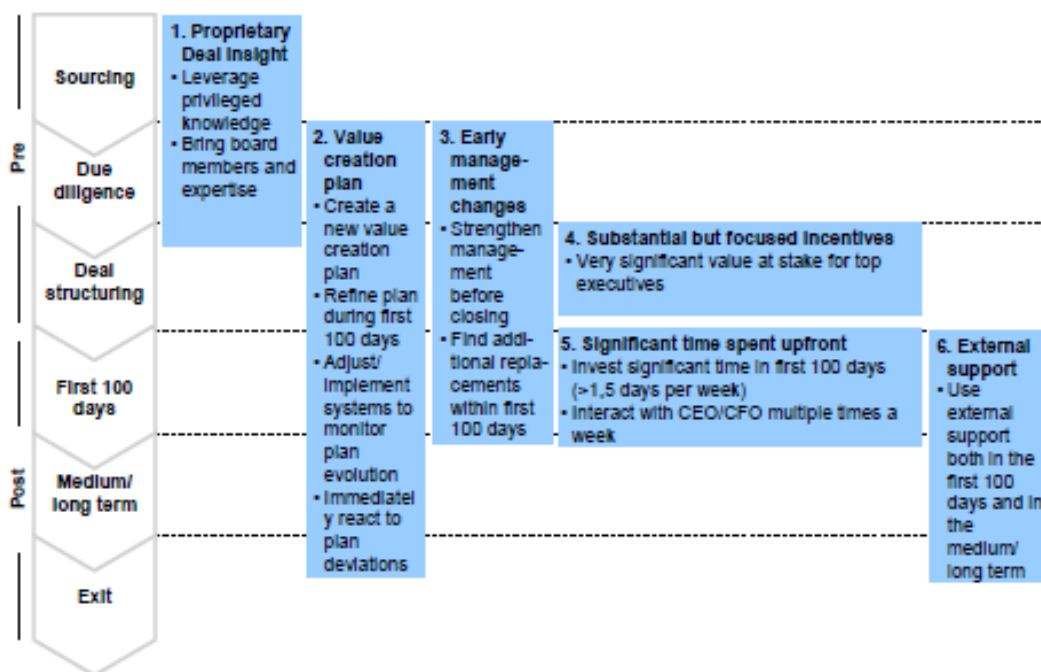 Pre
Post
Sourcing
Due
diligence
Deal
structuring
First 100
days
Medium/
long term
Exit
1. Proprietary
Deal Insight
▪ Leverage
privileged
knowledge
▪ Bring board
members and
expertise
2. Value
creation
plan
▪ Create a
new value
creation
plan
▪ Refine plan
during first
100 days
▪ Adjust/
implement
systems to
monitor
plan
evolution
▪ Immediatel
y react to
plan
deviations
3. Early
manage-
ment
changes
▪ Strengthen
manage-
ment
before
closing
▪ Find addi-
tional repla-
cements
within first
100 days
4. Substantial but focused incentives
▪ Very significant value at stake for top
executives
5. Significant time spent upfront
▪ Invest significant time in first 100 days
(>1,5 days per week)
▪ Interact with CEO/CFO multiple times a
week
6. External
support
▪ Use
external
support
both in the
first 100
days and in
the
medium/
long term